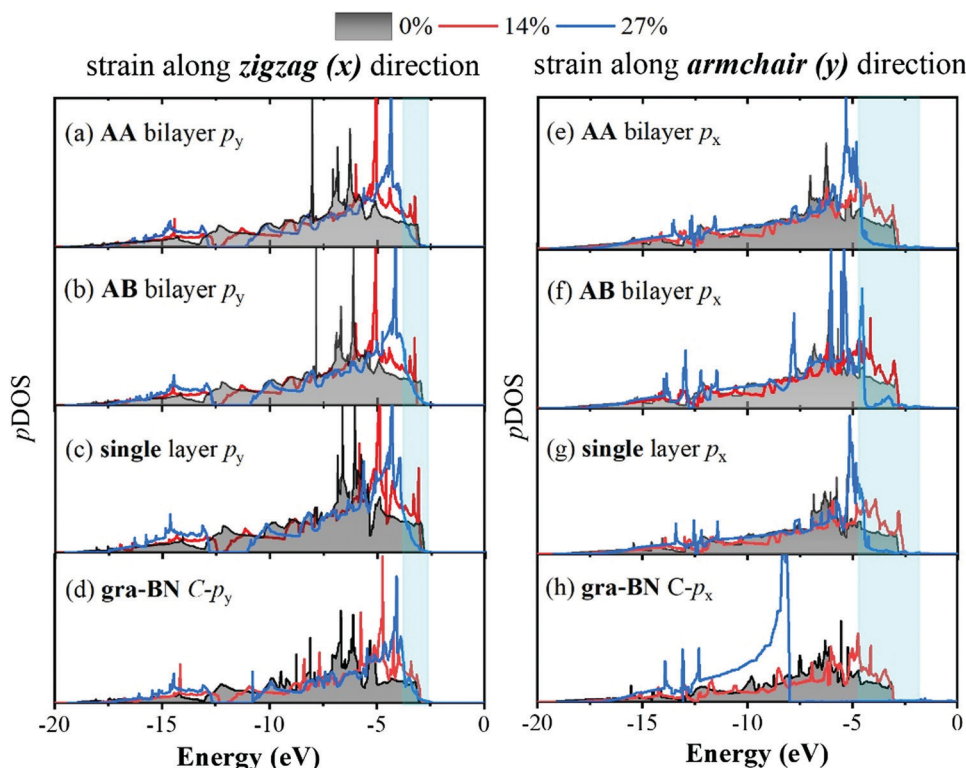 0% 14% 27%
strain along zigzag (x) direction
strain along armchair (y) direction
(a) AA bilayer py
(b) AB bilayer py
(c) single layer py
(d) gra-BN C-py
pDOS
-20 -15 -10 -5 0
Energy (eV)
(e) AA bilayer px
(f) AB bilayer px
(g) single layer px
(h) gra-BN C-px
pDOS
-20 -15 -10 -5 0
Energy (eV)